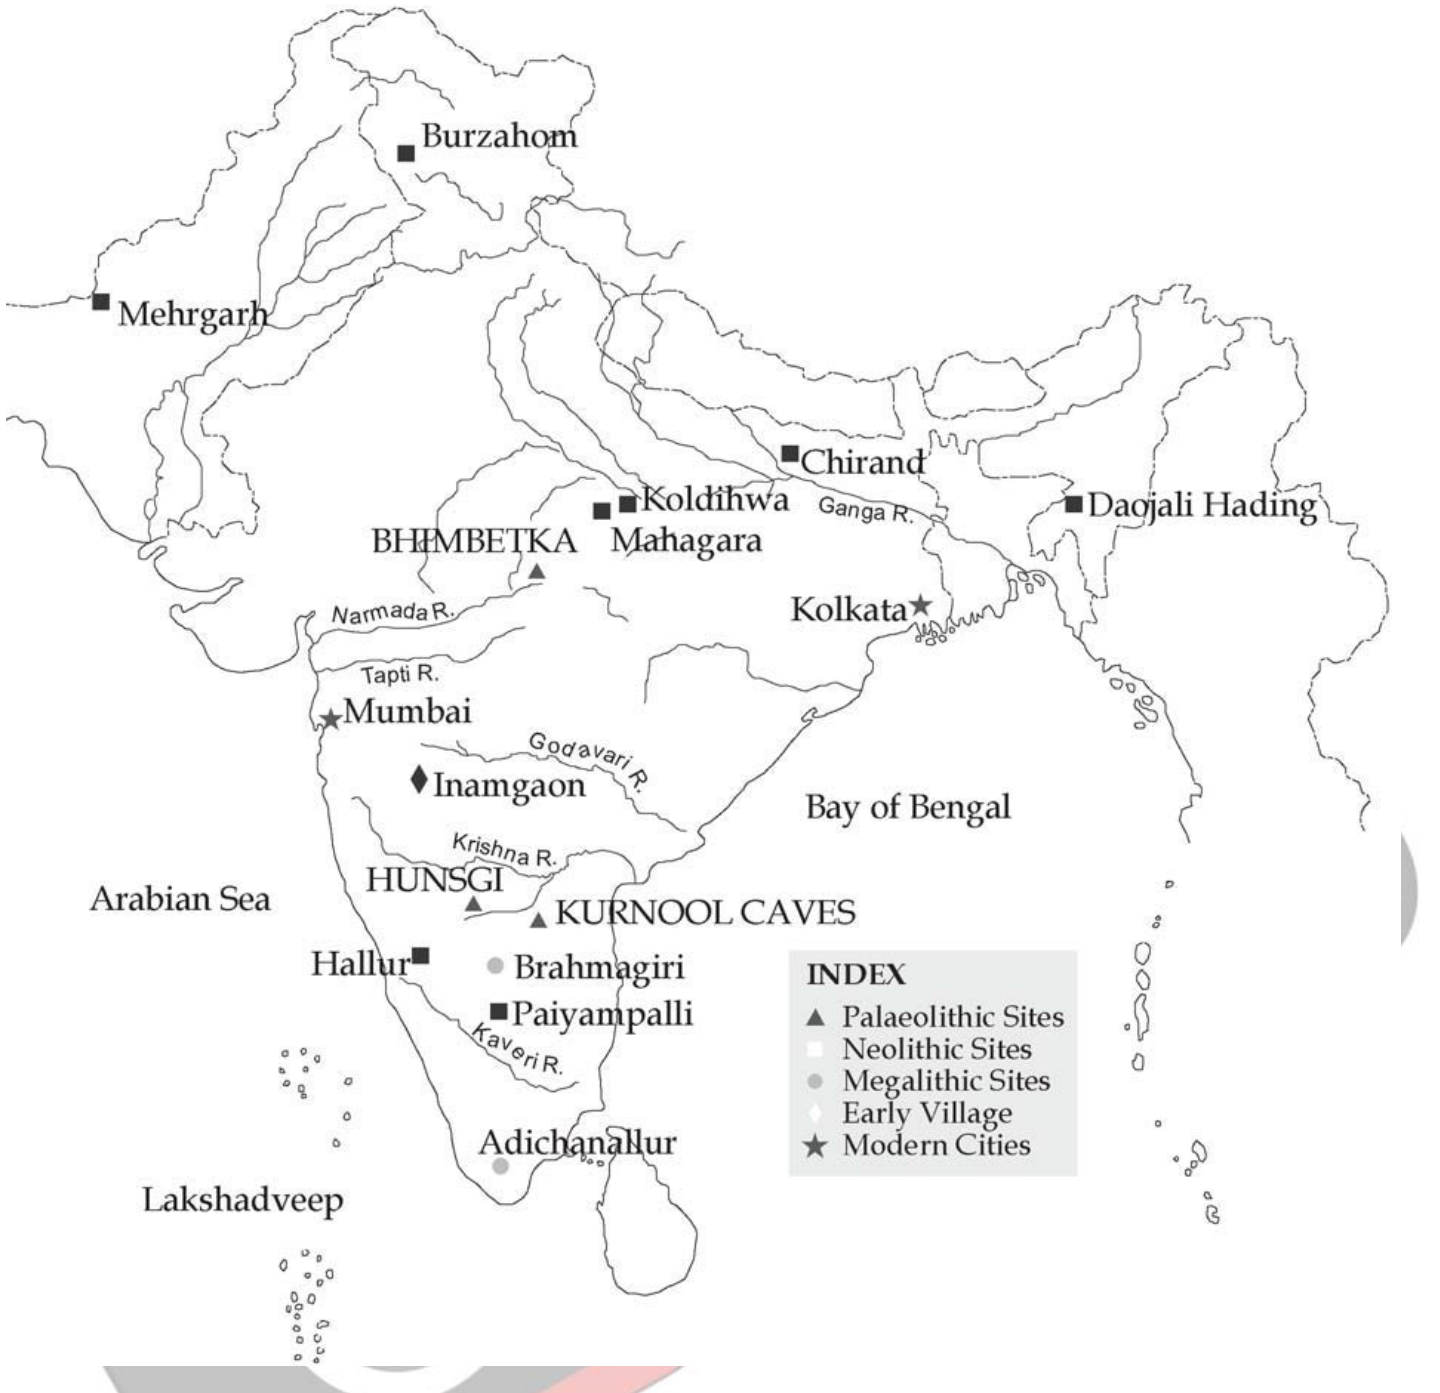 Burzahom
Mehrgarh
Chirand
Koldihwa
Ganga R.
Daojali Hading
BHIMBETKA
Mahagara
Narmada R.
Kolkata
Tapti R.
Mumbai
Godavari R.
Inamgaon
Bay of Bengal
Krishna R.
HUNSGI
Arabian Sea
KURNOOL CAVES
Hallur
Brahmagiri
Paiyampalli
Kaveri R.
INDEX
Palaeolithic Sites
Neolithic Sites
Megalithic Sites
Early Village
Modern Cities
Adichanallur
Lakshadveep